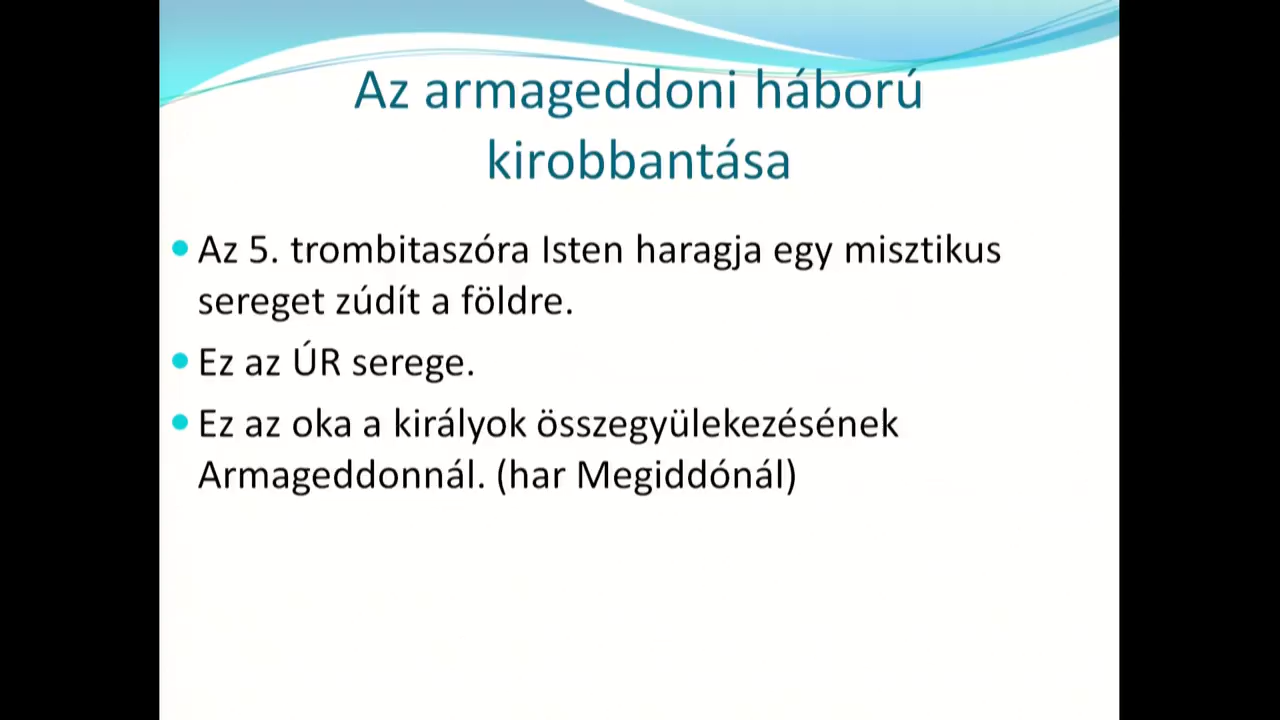 Az armageddoni háború
kirobbantása
Az 5. trombitaszóra Isten haragja egy misztikus
sereget zúdít a földre.
Ez az ÚR serege.
Ez az oka a királyok összegyülekezésének
Armageddonnál. (har Megiddónál)